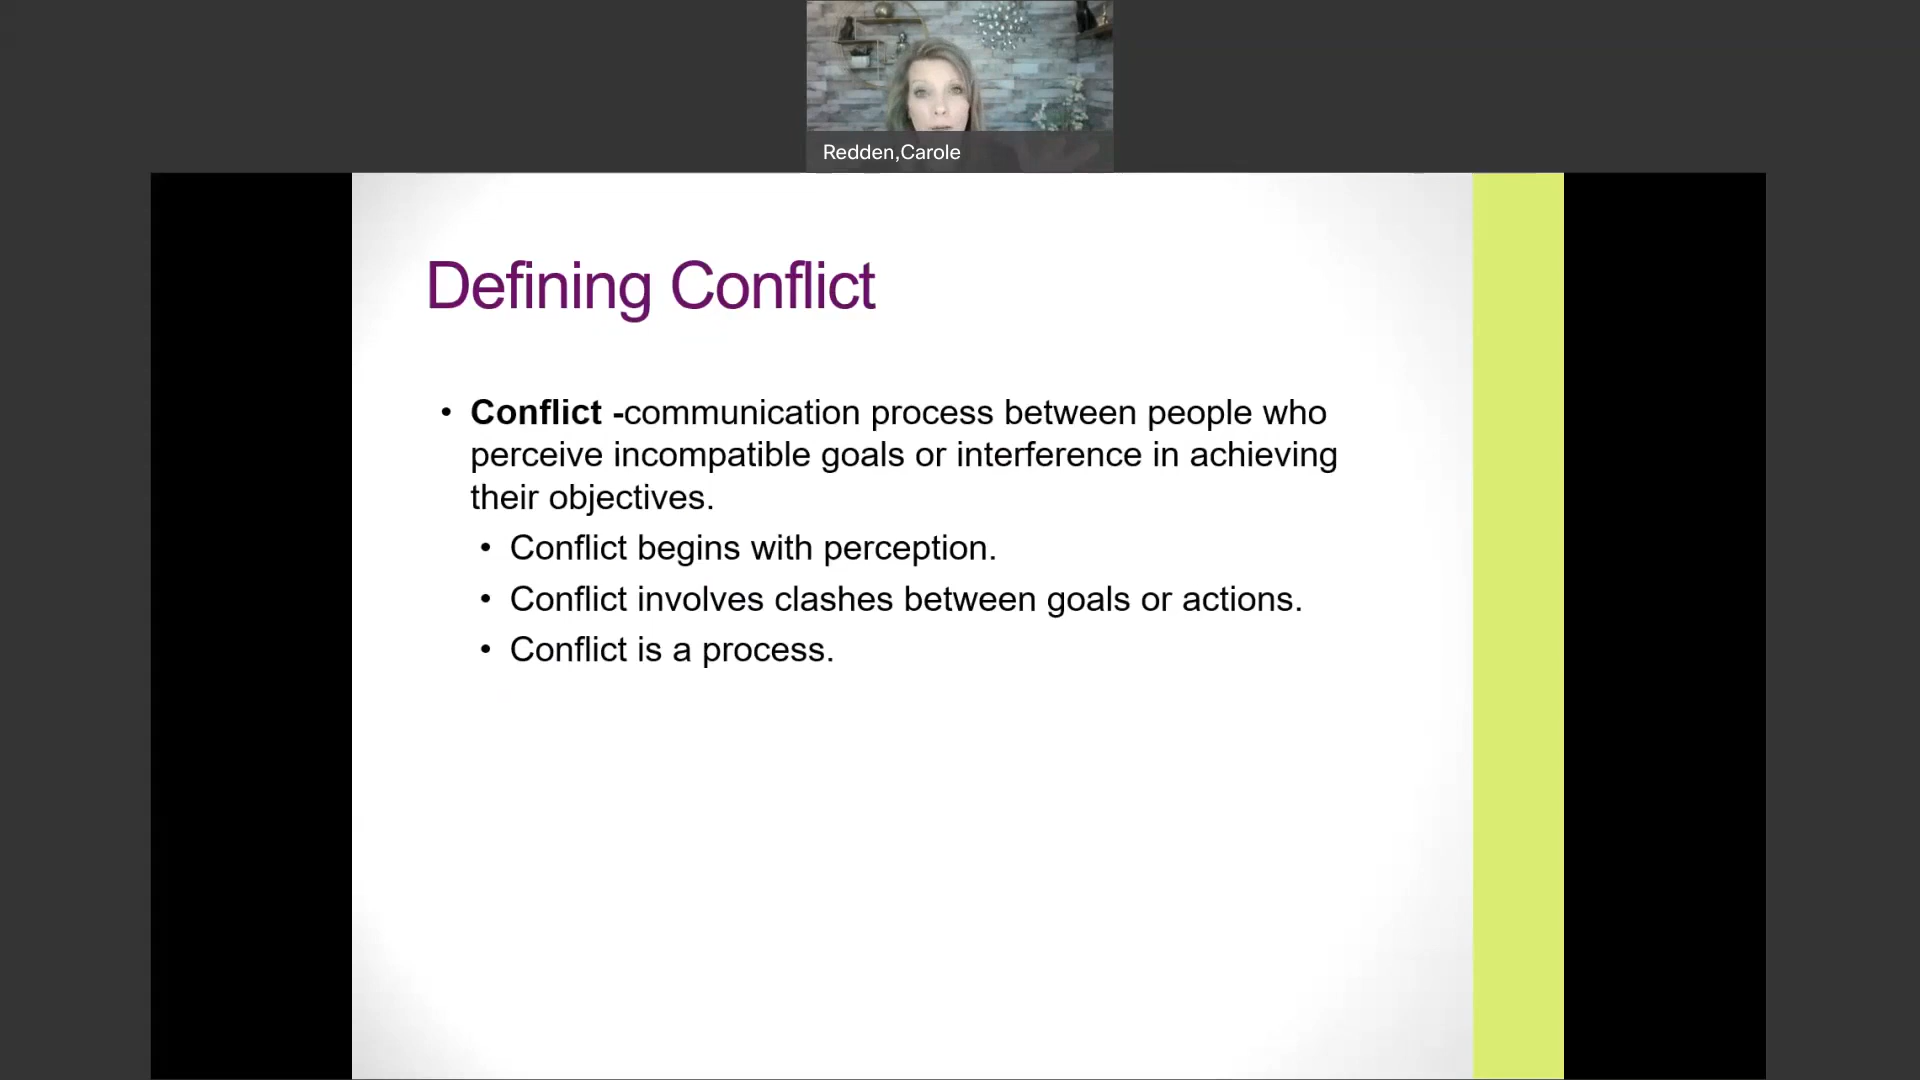 Redden,Carole
Defining Conflict
• Conflict -communication process between people who
perceive incompatible goals or interference in achieving
their objectives.
• Conflict begins with perception.
• Conflict involves clashes between goals or actions.
• Conflict is a process.